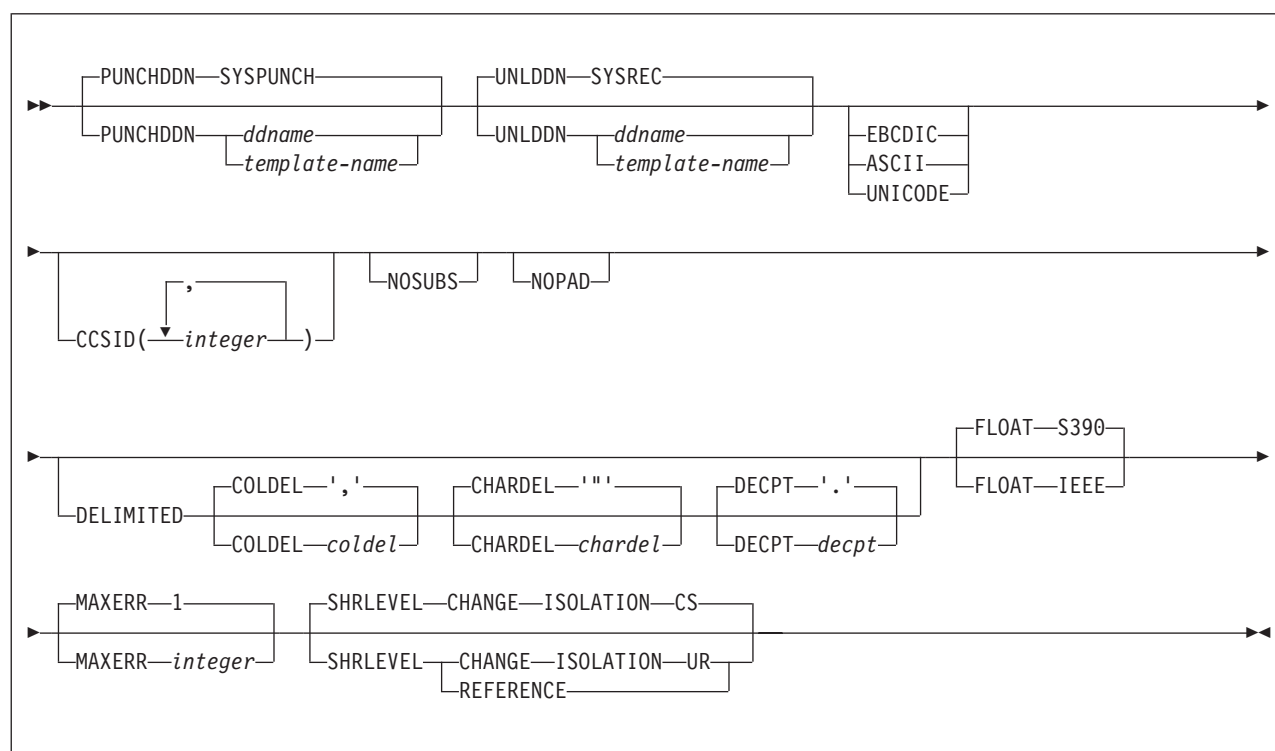 PUNCHDDN SYSPUNCH UNLDDN SYSREC
PUNCHDDN ddname UNLDDN ddname EBCDIC
template-name template-name ASCII
UNICODE
NOSUBS NOPAD
,
CCSID( integer )
FLOAT S390
COLDEL ',' CHARDEL '"' DECPT '.' FLOAT IEEE
DELIMITED
COLDEL coldel CHARDEL chardel DECPT decpt
MAXERR 1 SHRLEVEL CHANGE ISOLATION CS
MAXERR integer SHRLEVEL CHANGE ISOLATION UR
REFERENCE